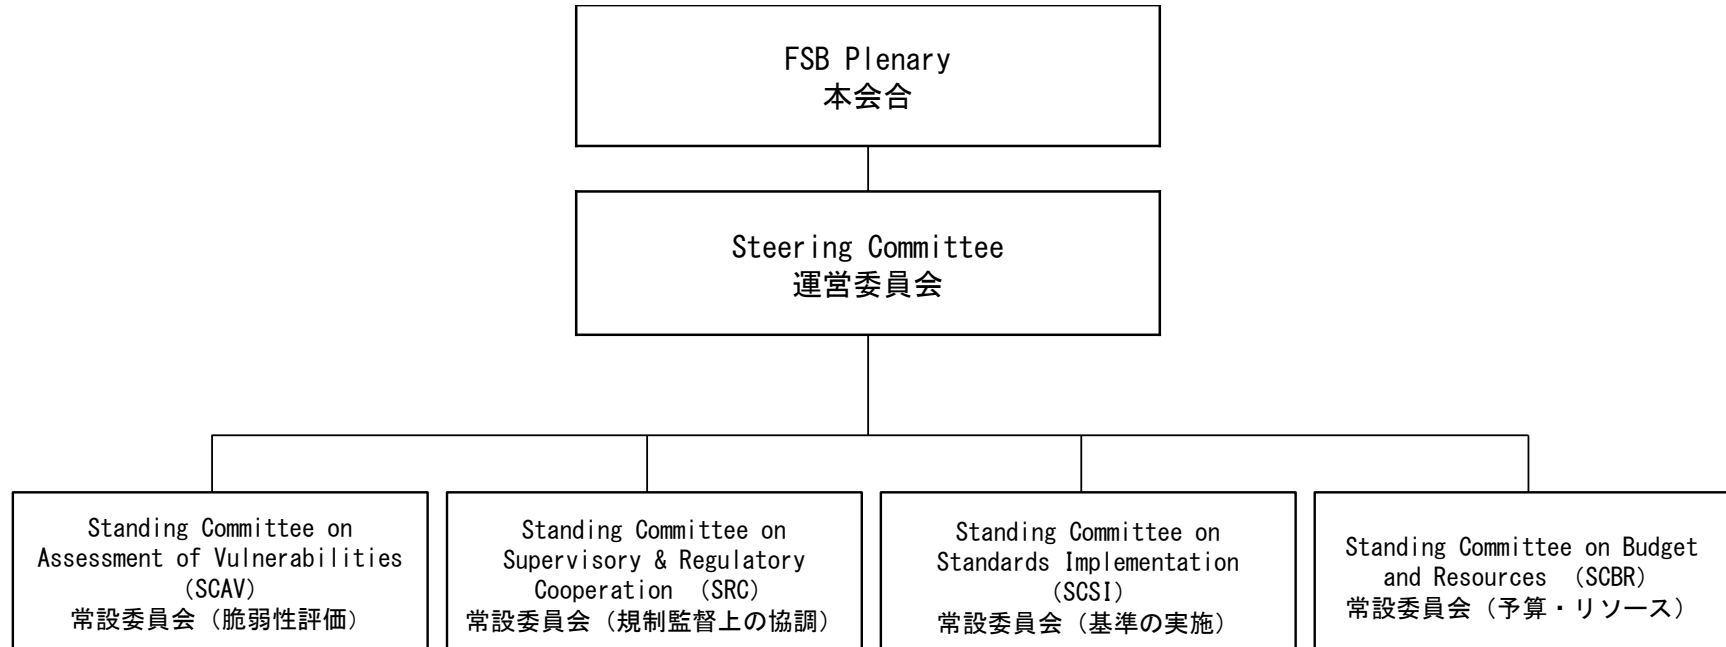 FSB Plenary
本会合
Steering Committee
運営委員会
Standing Committee on
Assessment of Vulnerabilities
(SCAV)
常設委員会（脆弱性評価）
Standing Committee on
Supervisory & Regulatory
Cooperation (SRC)
常設委員会（規制監督上の協調）
Standing Committee on
Standards Implementation
(SCSI)
常設委員会（基準の実施）
Standing Committee on Budget
and Resources (SCBR)
常設委員会（予算・リソース）